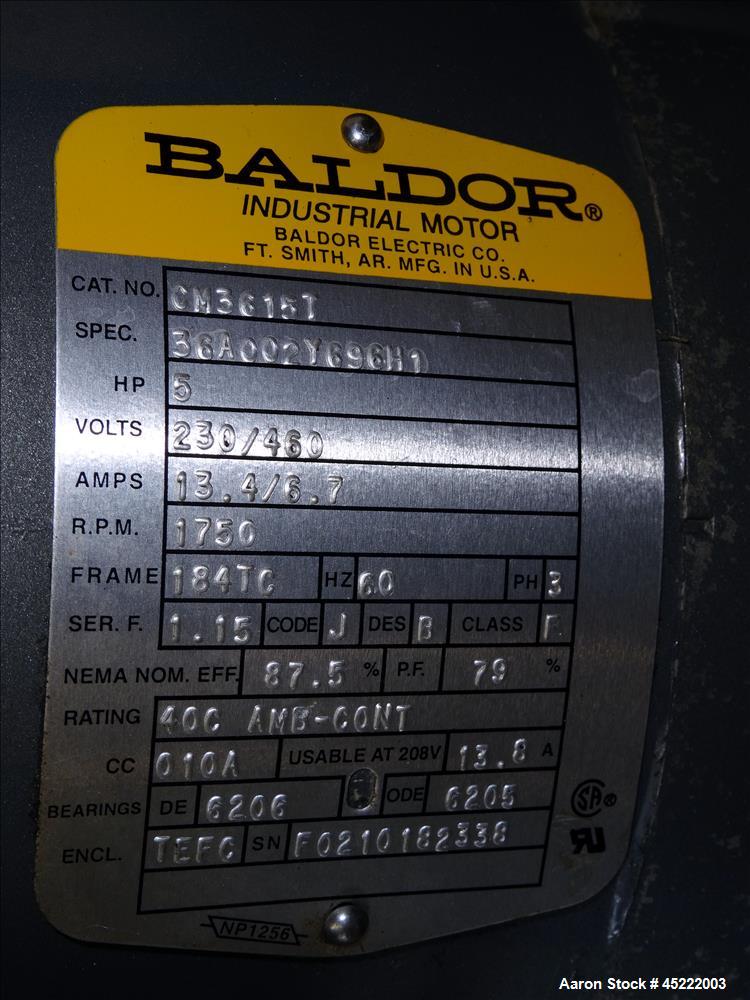 BALDOR®
INDUSTRIAL MOTOR
BALDOR ELECTRIC CO.
FT. SMITH, AR. MFG. IN U.S.A.
CAT. NO. CM3615T
SPEC. 36A002Y696H1
HP 5
VOLTS 230/460
AMPS 13.4/6.7
R.P.M. 1750
FRAME 184TC HZ 60 PH 3
SER. F. 1.15 CODE J DES B CLASS F
NEMA NOM. EFF. 87.5 % P.F. 79 %
RATING 40C AMB-CONT
CC 010A USABLE AT 208V 13.8 A
BEARINGS DE 6206 ODE 6205
ENCL. TEFC SN F0210182338
NP1256
Aaron Stock # 45222003